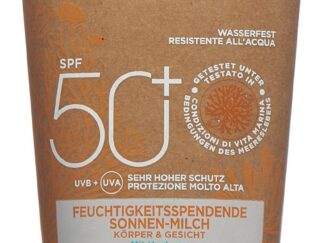 WASSERFEST
RESISTENTE ALL'ACQUA
SPF
50+
GETESTET UNTER
BEDINGUNGEN DES MEERESLEBENS
TESTATO IN
CONDIZIONI DI VITA MARINA
UVB + UVA
SEHR HOHER SCHUTZ
PROTEZIONE MOLTO ALTA
FEUCHTIGKEITSSPENDENDE
SONNEN-MILCH
KÖRPER & GESICHT